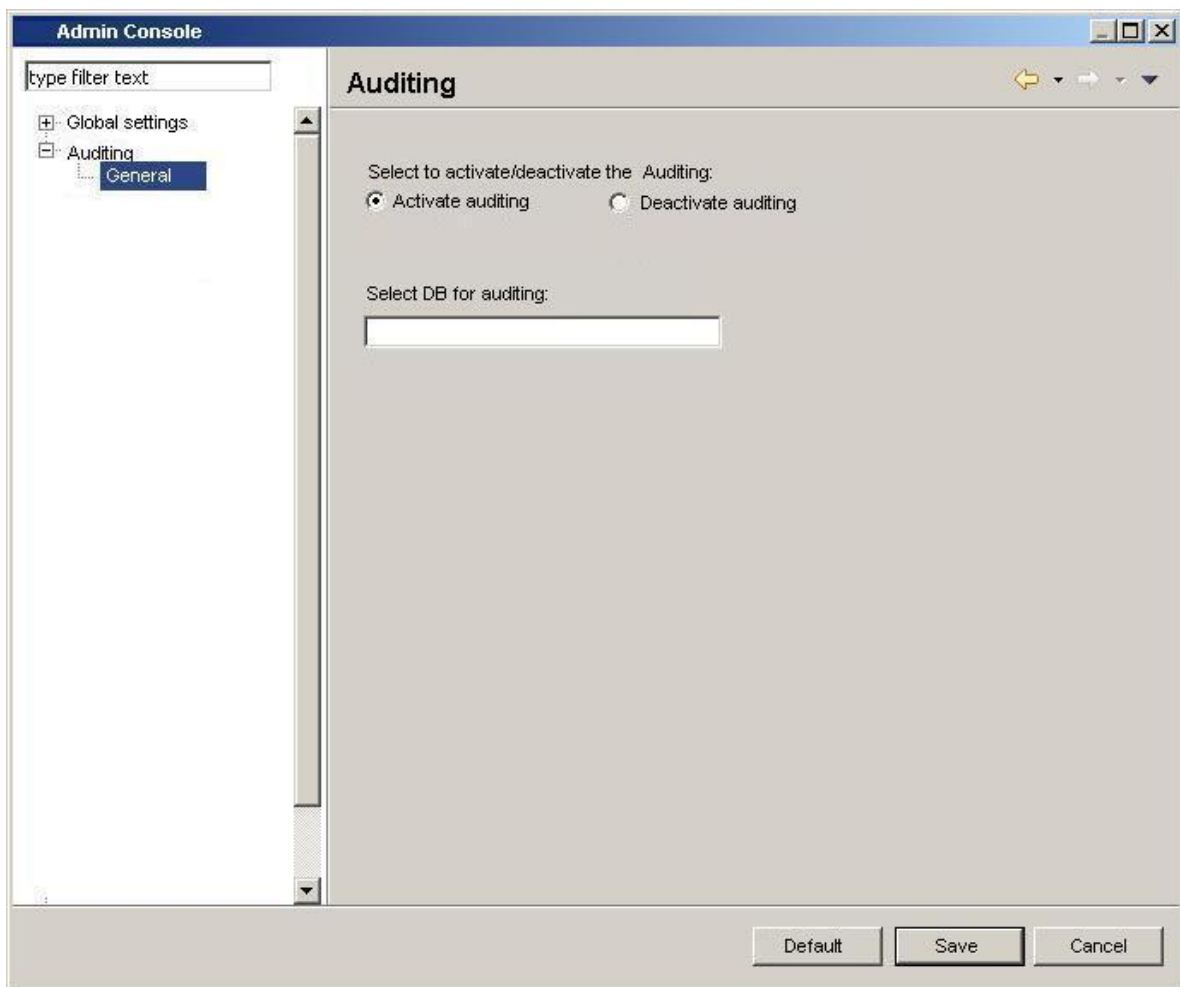 Admin Console
type filter text
Global settings
Auditing
General
Auditing
Select to activate/deactivate the Auditing:
Activate auditing Deactivate auditing
Select DB for auditing:
Default Save Cancel